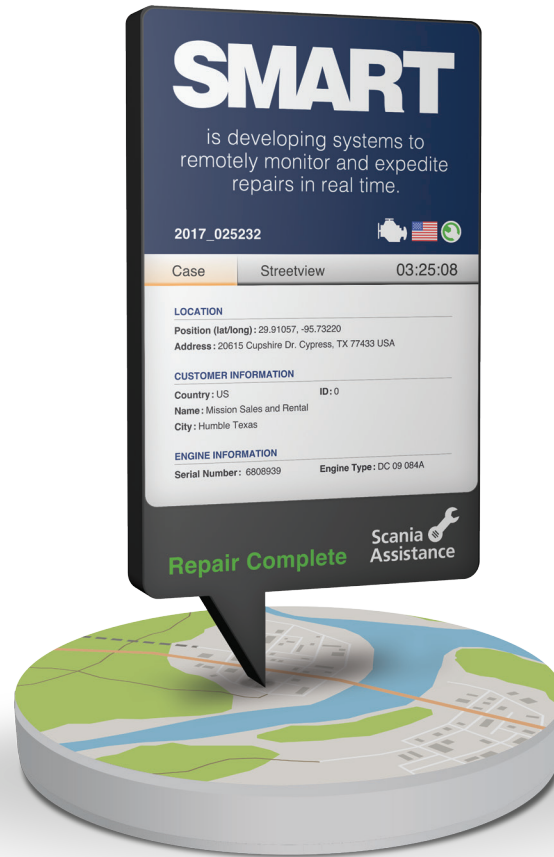 SMART
is developing systems to
remotely monitor and expedite
repairs in real time.
2017_025232
Case Streetview 03:25:08
LOCATION
Position (lat/long) : 29.91057, -95.73220
Address : 20615 Cupshire Dr. Cypress, TX 77433 USA
CUSTOMER INFORMATION
Country : US ID : 0
Name : Mission Sales and Rental
City : Humble Texas
ENGINE INFORMATION
Serial Number : 6808939 Engine Type : DC 09 084A
Repair Complete
Scania
Assistance